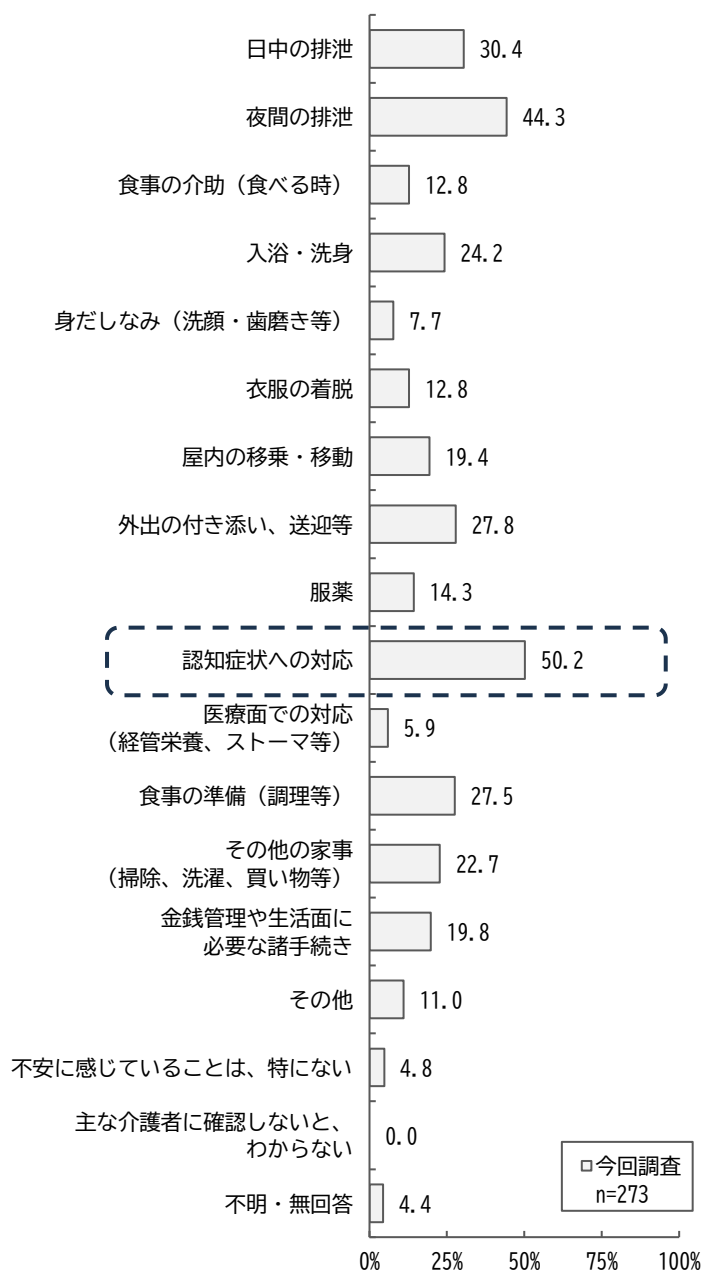 日中の排泄 30.4
夜間の排泄 44.3
食事の介助（食べる時） 12.8
入浴・洗身 24.2
身だしなみ（洗顔・歯磨き等） 7.7
衣服の着脱 12.8
屋内の移乗・移動 19.4
外出の付き添い、送迎等 27.8
服薬 14.3
認知症状への対応 50.2
医療面での対応
（経管栄養、ストーマ等） 5.9
食事の準備（調理等） 27.5
その他の家事
（掃除、洗濯、買い物等） 22.7
金銭管理や生活面に
必要な諸手続き 19.8
その他 11.0
不安に感じていることは、特にない 4.8
主な介護者に確認しないと、
わからない 0.0
不明・無回答 4.4
今回調査
n=273
0% 25% 50% 75% 100%